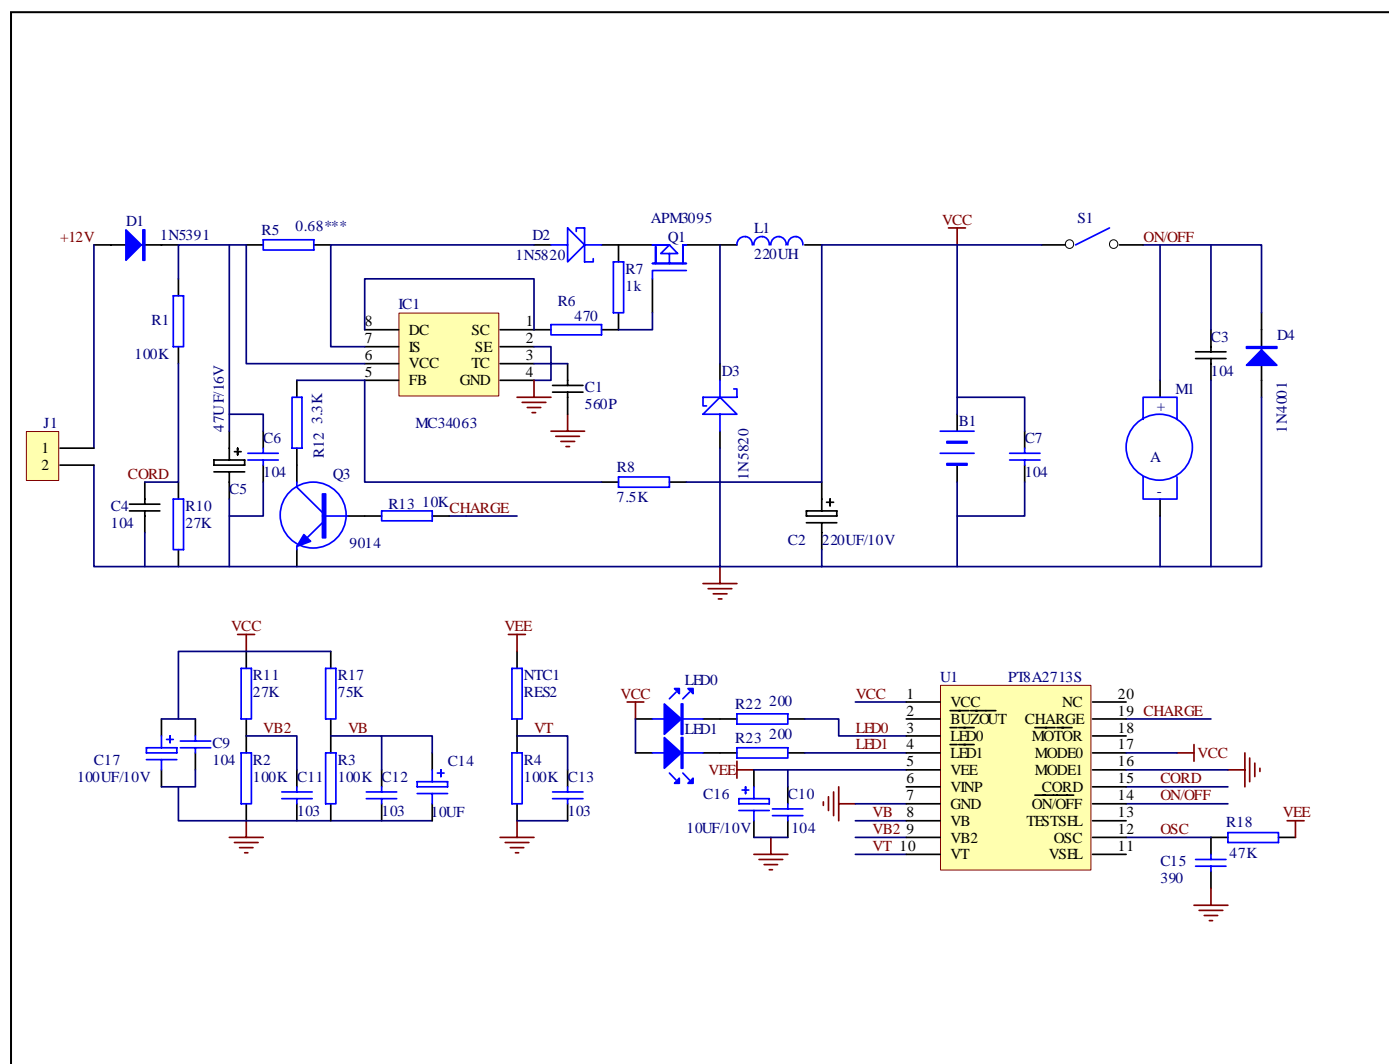 APM3095
D1
+12V
1N5391
R5
0.68***
D2
1N5820
Q1
L1
220UH
VCC
S1
ON/OFF
R7
1k
R1
100K
IC1
R6
470
8 DC SC 1
7 IS SE 2
6 VCC TC 3
5 FB GND 4
MC34063
C1
560P
D3
1N5820
C3
104
D4
1N4001
M1
+
A
-
J1
1
2
47UF/16V
C6
104
C5
R12 3.3K
B1
C7
104
CORD
C4
104
R10
27K
Q3
9014
R13
10K
CHARGE
R8
7.5K
+
C2
220UF/10V
VCC
R11
27K
R17
75K
VB2
VB
C17
100UF/10V
C9
104
R2
100K
C11
103
R3
100K
C12
103
C14
10UF
VEE
NTC1
RES2
VT
R4
100K
C13
103
VCC
LED0
LED1
R22 200
R23 200
LED0
LED1
VEE
C16
10UF/10V
C10
104
U1
PT8A2713S
VCC 1 VCC NC 20
2 BUZOUT CHARGE 19 CHARGE
3 LED0 MOTOR 18
4 LED1 MODE0 17 VCC
5 VEE MODE1 16
6 VINP CORD 15 CORD
7 GND ON/OFF 14 ON/OFF
VB 8 VB TESTSEL 13
VB2 9 VB2 OSC 12 OSC
VT 10 VT VSEL 11
R18
47K
VEE
C15
390